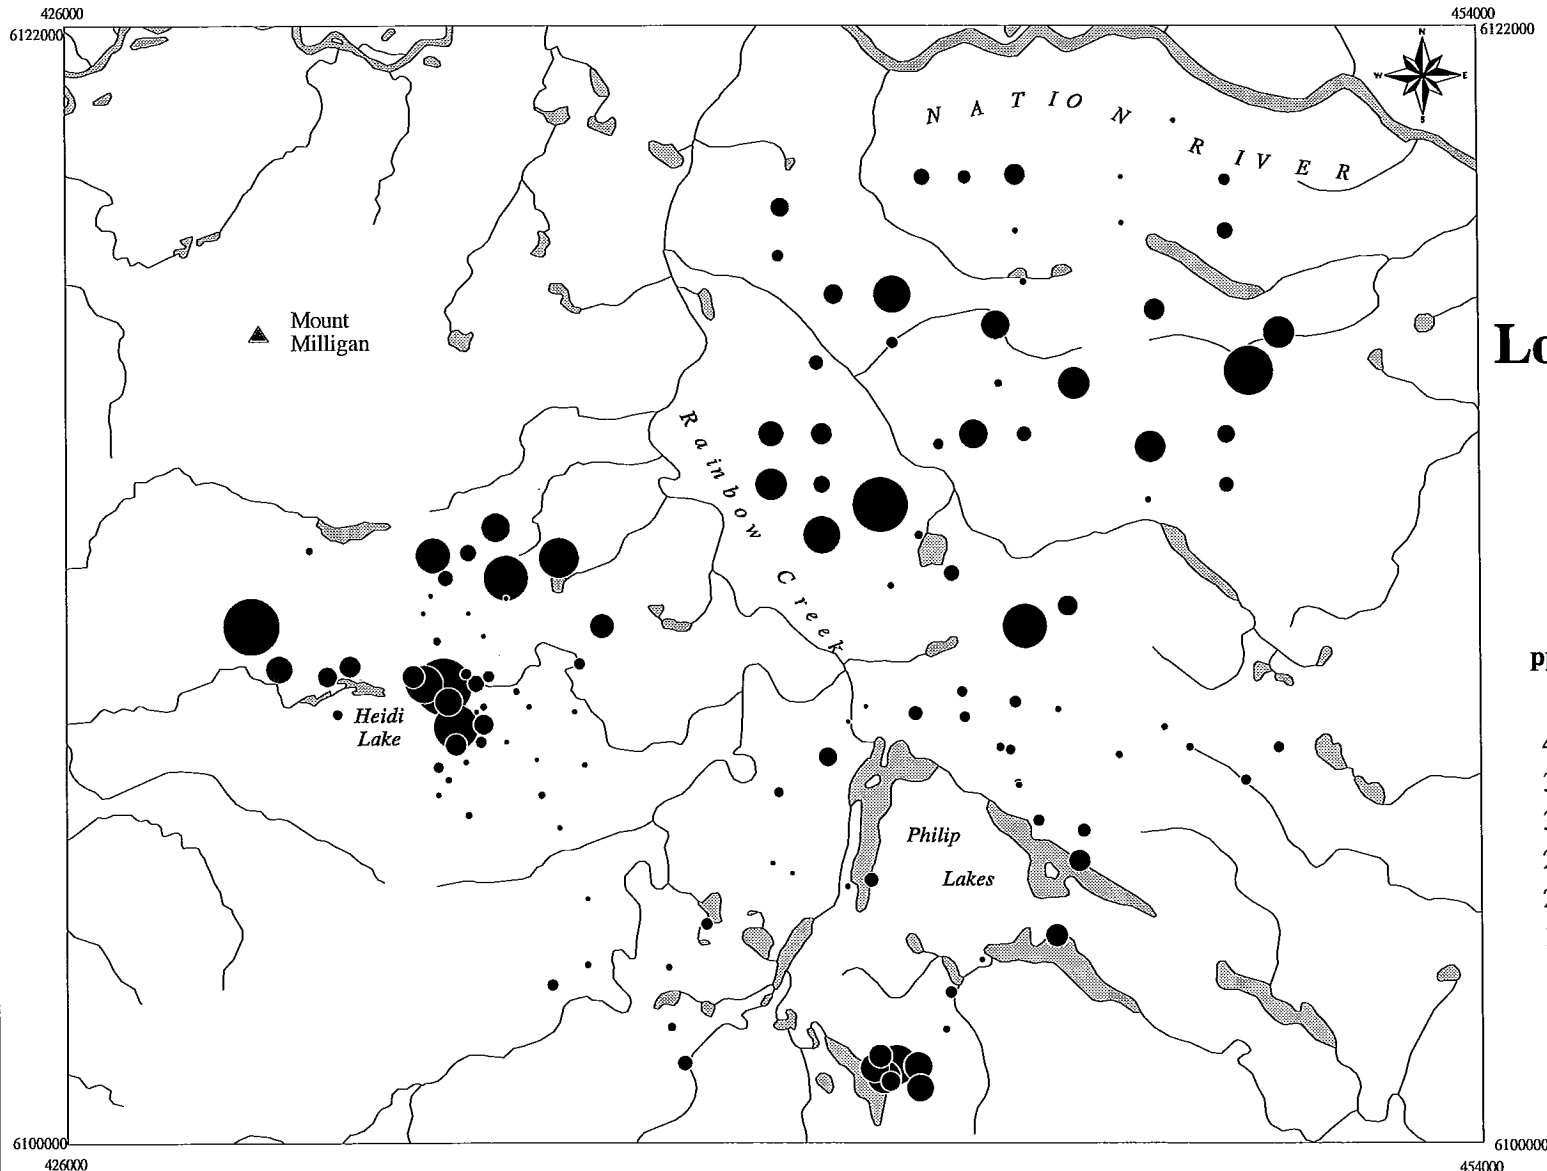 426000
454000
6122000
6122000
N
W E
S
NATION RIVER
Mount
Milligan
Lo
Rainbow Creek
pp
Heidi
Lake
Philip
Lakes
6100000
6100000
426000
454000